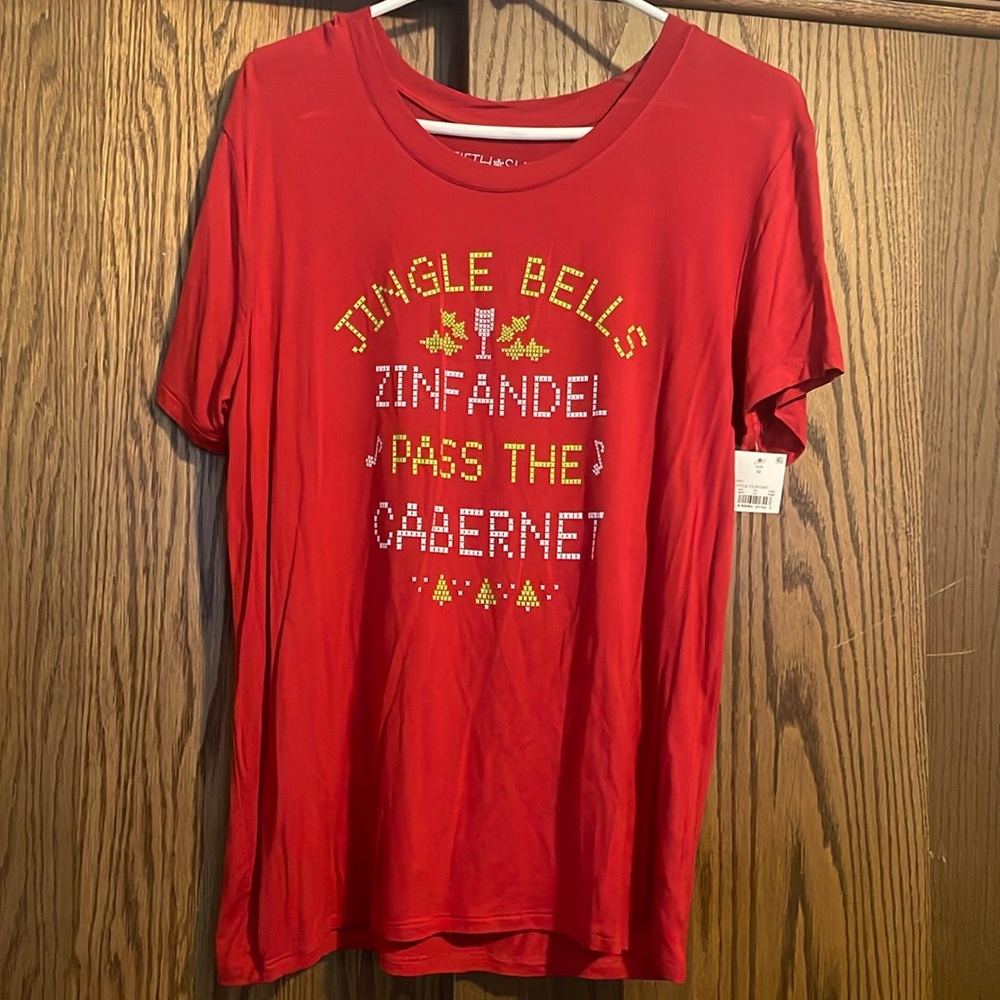 JINGLE BELLS
ZINFANDEL
PASS THE
CABERNET